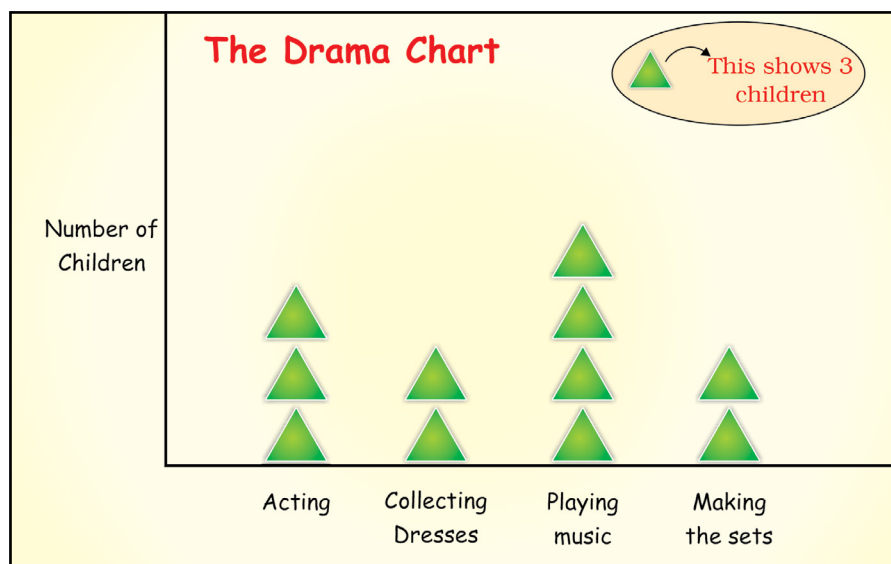 The Drama Chart
This shows 3
children
Number of
Children
Acting
Collecting
Dresses
Playing
music
Making
the sets